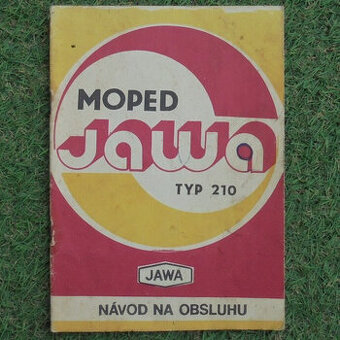 MOPED
JAWA
TYP 210
JAWA
NÁVOD NA OBSLUHU